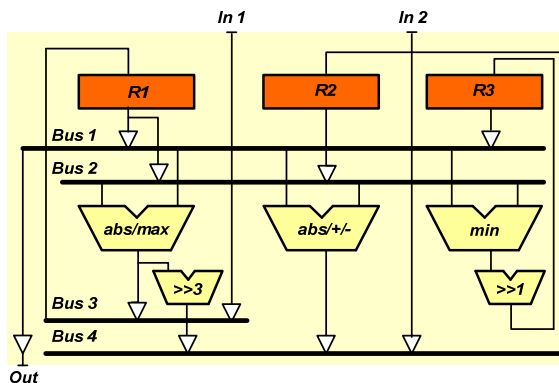 In 1
In 2
R1
R2
R3
Bus 1
Bus 2
abs/max
abs/+/-
min
>>3
>>1
Bus 3
Bus 4
Out